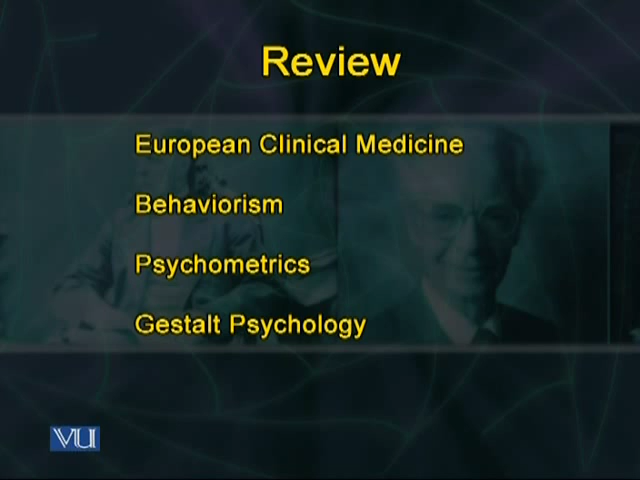 Review
European Clinical Medicine
Behaviorism
Psychometrics
Gestalt Psychology
VU